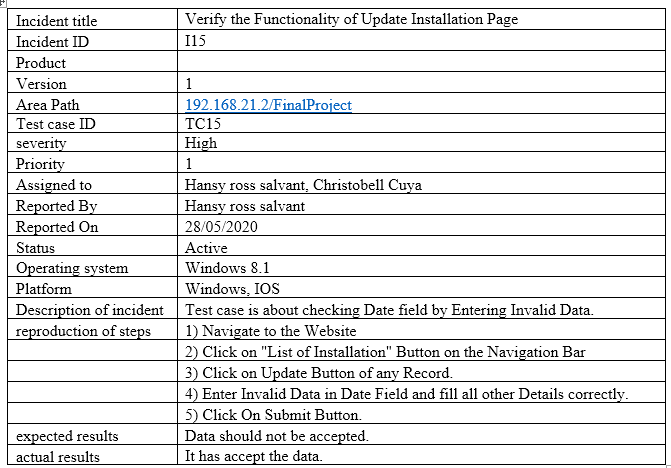 Incident title Verify the Functionality of Update Installation Page
Incident ID I15
Product
Version 1
Area Path 192.168.21.2/FinalProject
Test case ID TC15
severity High
Priority 1
Assigned to Hansy ross salvant, Christobell Cuya
Reported By Hansy ross salvant
Reported On 28/05/2020
Status Active
Operating system Windows 8.1
Platform Windows, IOS
Description of incident Test case is about checking Date field by Entering Invalid Data.
reproduction of steps 1) Navigate to the Website
2) Click on "List of Installation" Button on the Navigation Bar
3) Click on Update Button of any Record.
4) Enter Invalid Data in Date Field and fill all other Details correctly.
5) Click On Submit Button.
expected results Data should not be accepted.
actual results It has accept the data.